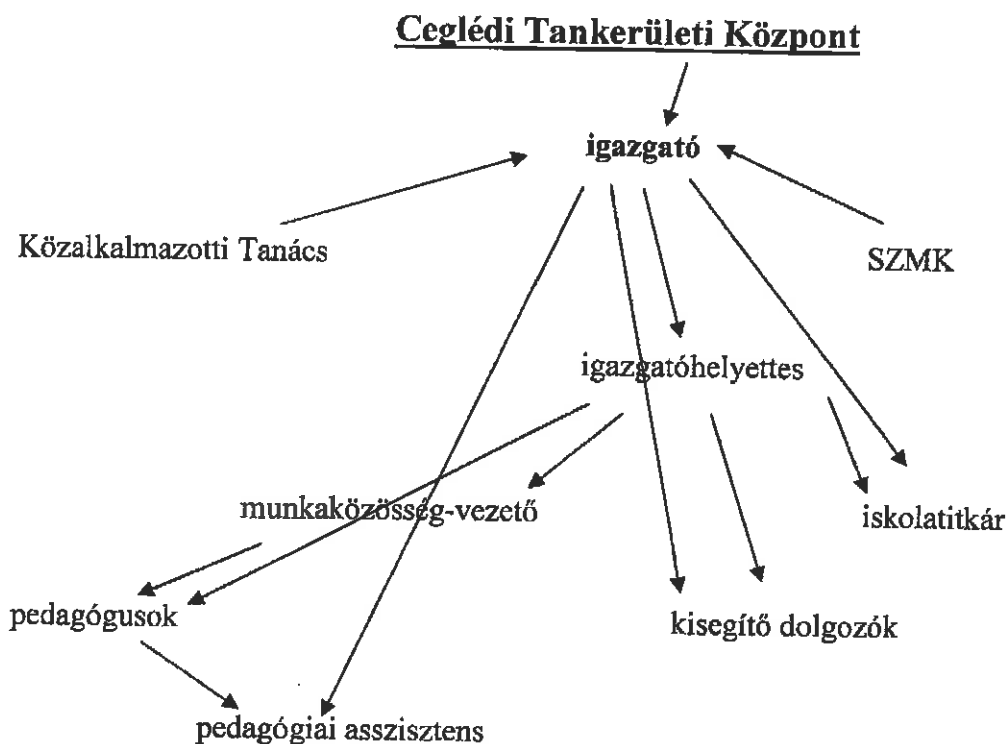 Ceglédi Tankerületi Központ
igazgató
Közalkalmazotti Tanács
SZMK
igazgatóhelyettes
munkaközösség-vezető
iskolatitkár
pedagógusok
kisegítő dolgozók
pedagógiai asszisztens